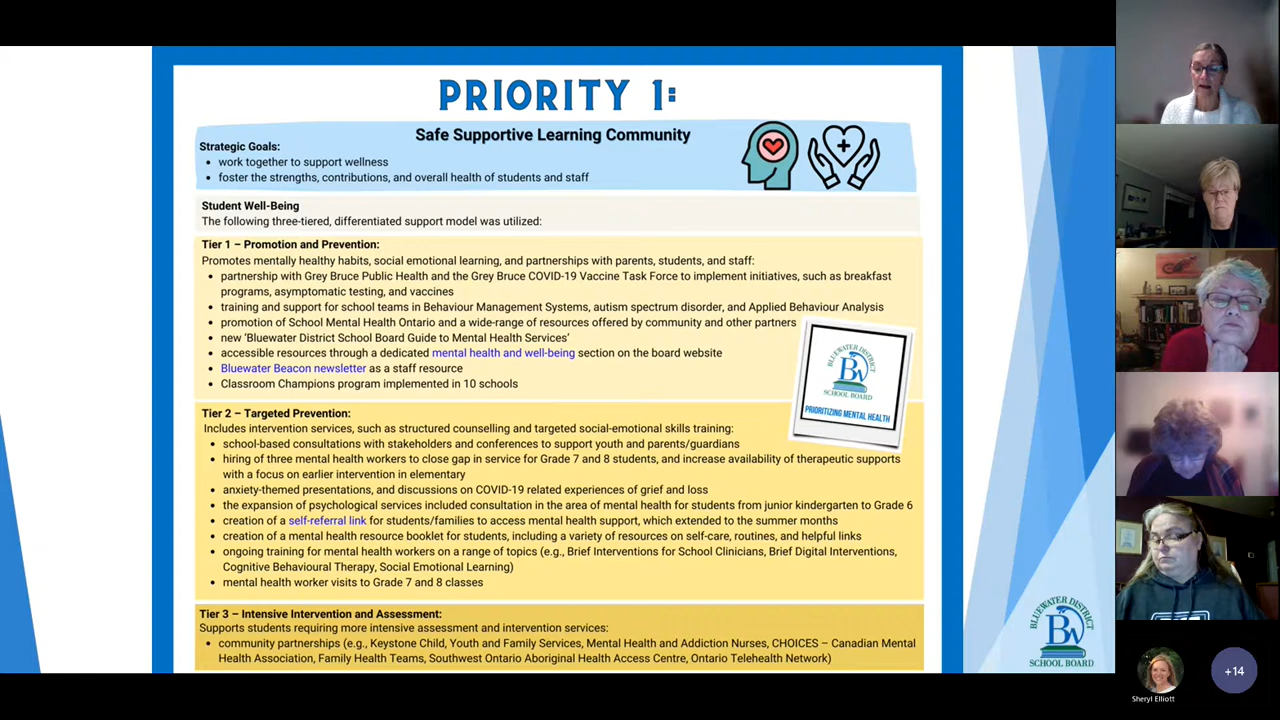 PRIORITY 1:
Safe Supportive Learning Community
Strategic Goals:
• work together to support wellness
• foster the strengths, contributions, and overall health of students and staff
Student Well-Being
The following three-tiered, differentiated support model was utilized:
Tier 1 – Promotion and Prevention:
Promotes mentally healthy habits, social emotional learning, and partnerships with parents, students, and staff:
• partnership with Grey Bruce Public Health and the Grey Bruce COVID-19 Vaccine Task Force to implement initiatives, such as breakfast
programs, asymptomatic testing, and vaccines
• training and support for school teams in Behaviour Management Systems, autism spectrum disorder, and Applied Behaviour Analysis
• promotion of School Mental Health Ontario and a wide-range of resources offered by community and other partners
• new ‘Bluewater District School Board Guide to Mental Health Services’
• accessible resources through a dedicated mental health and well-being section on the board website
• Bluewater Beacon newsletter as a staff resource
• Classroom Champions program implemented in 10 schools
BLUEWATER DISTRICT
BW
SCHOOL BOARD
PRIORITIZING MENTAL HEALTH
Tier 2 – Targeted Prevention:
Includes intervention services, such as structured counselling and targeted social-emotional skills training:
• school-based consultations with stakeholders and conferences to support youth and parents/guardians
• hiring of three mental health workers to close gap in service for Grade 7 and 8 students, and increase availability of therapeutic supports
with a focus on earlier intervention in elementary
• anxiety-themed presentations, and discussions on COVID-19 related experiences of grief and loss
• the expansion of psychological services included consultation in the area of mental health for students from junior kindergarten to Grade 6
• creation of a self-referral link for students/families to access mental health support, which extended to the summer months
• creation of a mental health resource booklet for students, including a variety of resources on self-care, routines, and helpful links
• ongoing training for mental health workers on a range of topics (e.g., Brief Interventions for School Clinicians, Brief Digital Interventions,
Cognitive Behavioural Therapy, Social Emotional Learning)
• mental health worker visits to Grade 7 and 8 classes
Tier 3 – Intensive Intervention and Assessment:
Supports students requiring more intensive assessment and intervention services:
• community partnerships (e.g., Keystone Child, Youth and Family Services, Mental Health and Addiction Nurses, CHOICES – Canadian Mental
Health Association, Family Health Teams, Southwest Ontario Aboriginal Health Access Centre, Ontario Telehealth Network)
BLUEWATER DISTRICT
BW
SCHOOL BOARD
Sheryl Elliott
+14